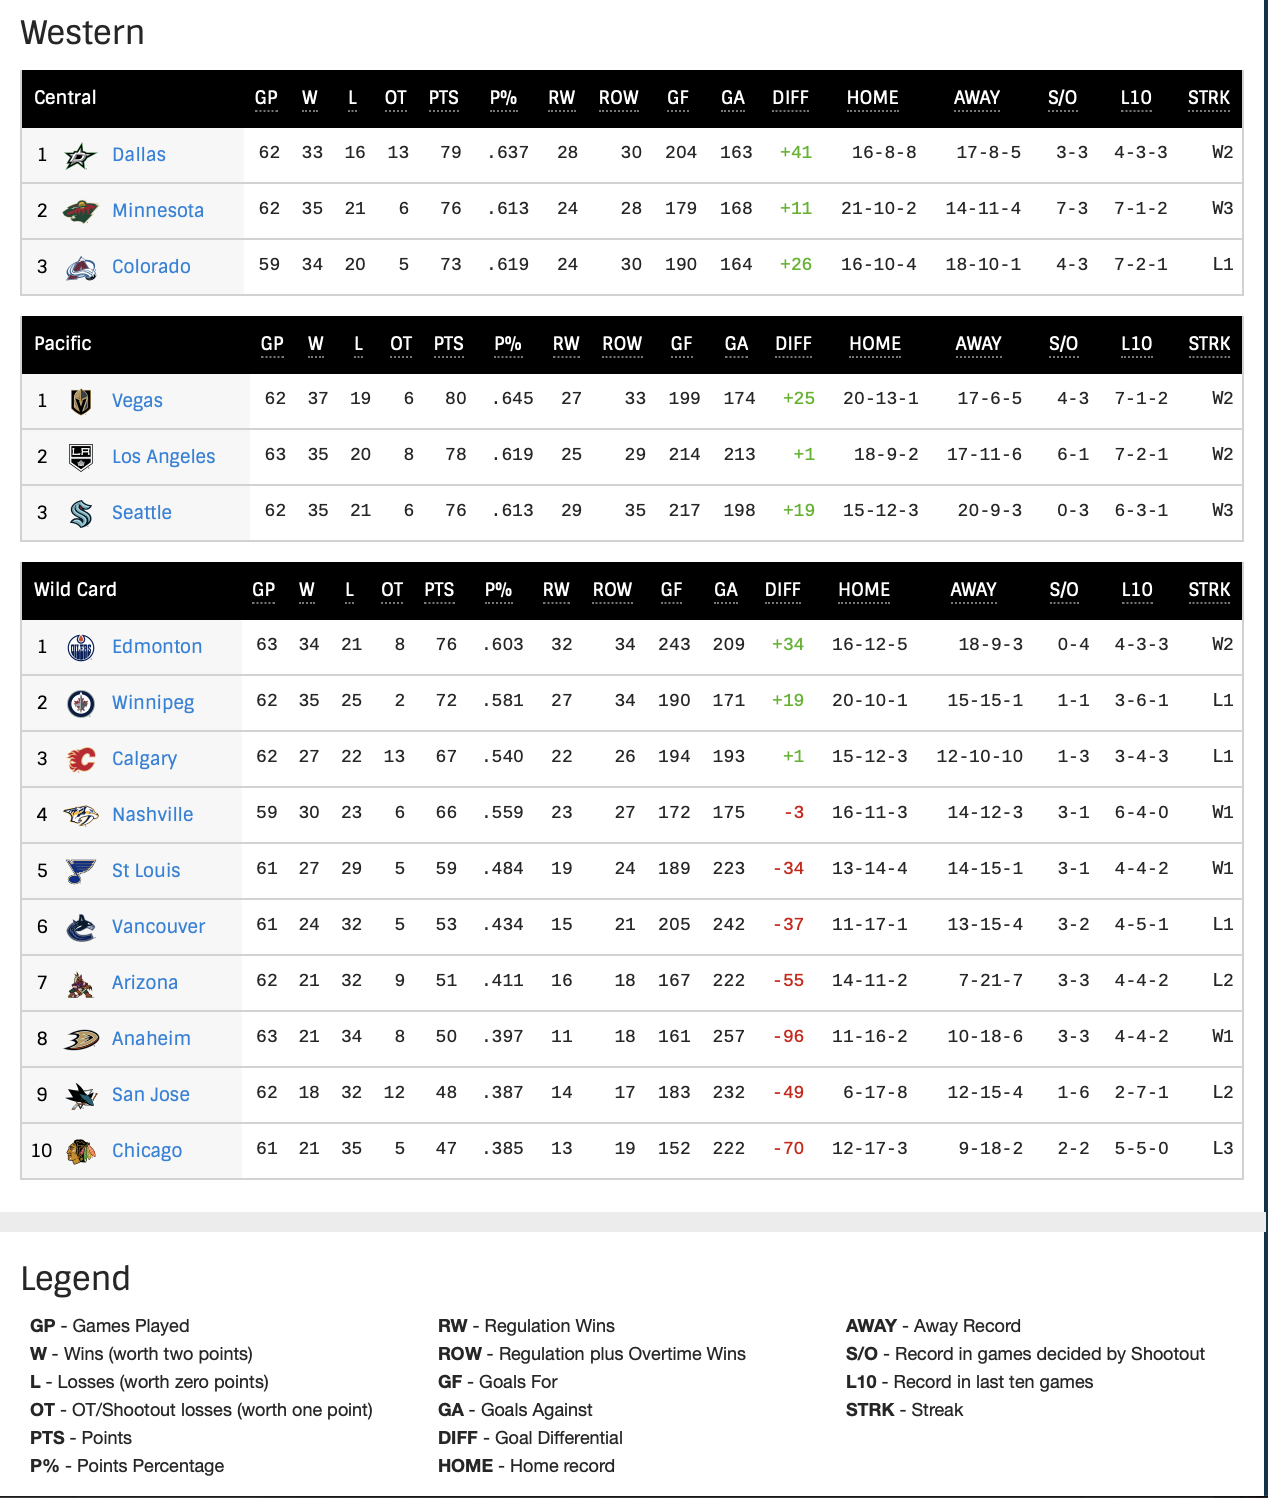 Western
Central GP W L OT PTS P% RW ROW GF GA DIFF HOME AWAY S/O L10 STRK
1 Dallas 62 33 16 13 79 .637 28 30 204 163 +41 16-8-8 17-8-5 3-3 4-3-3 W2
2 Minnesota 62 35 21 6 76 .613 24 28 179 168 +11 21-10-2 14-11-4 7-3 7-1-2 W3
3 Colorado 59 34 20 5 73 .619 24 30 190 164 +26 16-10-4 18-10-1 4-3 7-2-1 L1
Pacific GP W L OT PTS P% RW ROW GF GA DIFF HOME AWAY S/O L10 STRK
1 Vegas 62 37 19 6 80 .645 27 33 199 174 +25 20-13-1 17-6-5 4-3 7-1-2 W2
2 Los Angeles 63 35 20 8 78 .619 25 29 214 213 +1 18-9-2 17-11-6 6-1 7-2-1 W2
3 Seattle 62 35 21 6 76 .613 29 35 217 198 +19 15-12-3 20-9-3 0-3 6-3-1 W3
Wild Card GP W L OT PTS P% RW ROW GF GA DIFF HOME AWAY S/O L10 STRK
1 Edmonton 63 34 21 8 76 .603 32 34 243 209 +34 16-12-5 18-9-3 0-4 4-3-3 W2
2 Winnipeg 62 35 25 2 72 .581 27 34 190 171 +19 20-10-1 15-15-1 1-1 3-6-1 L1
3 Calgary 62 27 22 13 67 .540 22 26 194 193 +1 15-12-3 12-10-10 1-3 3-4-3 L1
4 Nashville 59 30 23 6 66 .559 23 27 172 175 -3 16-11-3 14-12-3 3-1 6-4-0 W1
5 St Louis 61 27 29 5 59 .484 19 24 189 223 -34 13-14-4 14-15-1 3-1 4-4-2 W1
6 Vancouver 61 24 32 5 53 .434 15 21 205 242 -37 11-17-1 13-15-4 3-2 4-5-1 L1
7 Arizona 62 21 32 9 51 .411 16 18 167 222 -55 14-11-2 7-21-7 3-3 4-4-2 L2
8 Anaheim 63 21 34 8 50 .397 11 18 161 257 -96 11-16-2 10-18-6 3-3 4-4-2 W1
9 San Jose 62 18 32 12 48 .387 14 17 183 232 -49 6-17-8 12-15-4 1-6 2-7-1 L2
10 Chicago 61 21 35 5 47 .385 13 19 152 222 -70 12-17-3 9-18-2 2-2 5-5-0 L3
Legend
GP - Games Played
W - Wins (worth two points)
L - Losses (worth zero points)
OT - OT/Shootout losses (worth one point)
PTS - Points
P% - Points Percentage
RW - Regulation Wins
ROW - Regulation plus Overtime Wins
GF - Goals For
GA - Goals Against
DIFF - Goal Differential
HOME - Home record
AWAY - Away Record
S/O - Record in games decided by Shootout
L10 - Record in last ten games
STRK - Streak